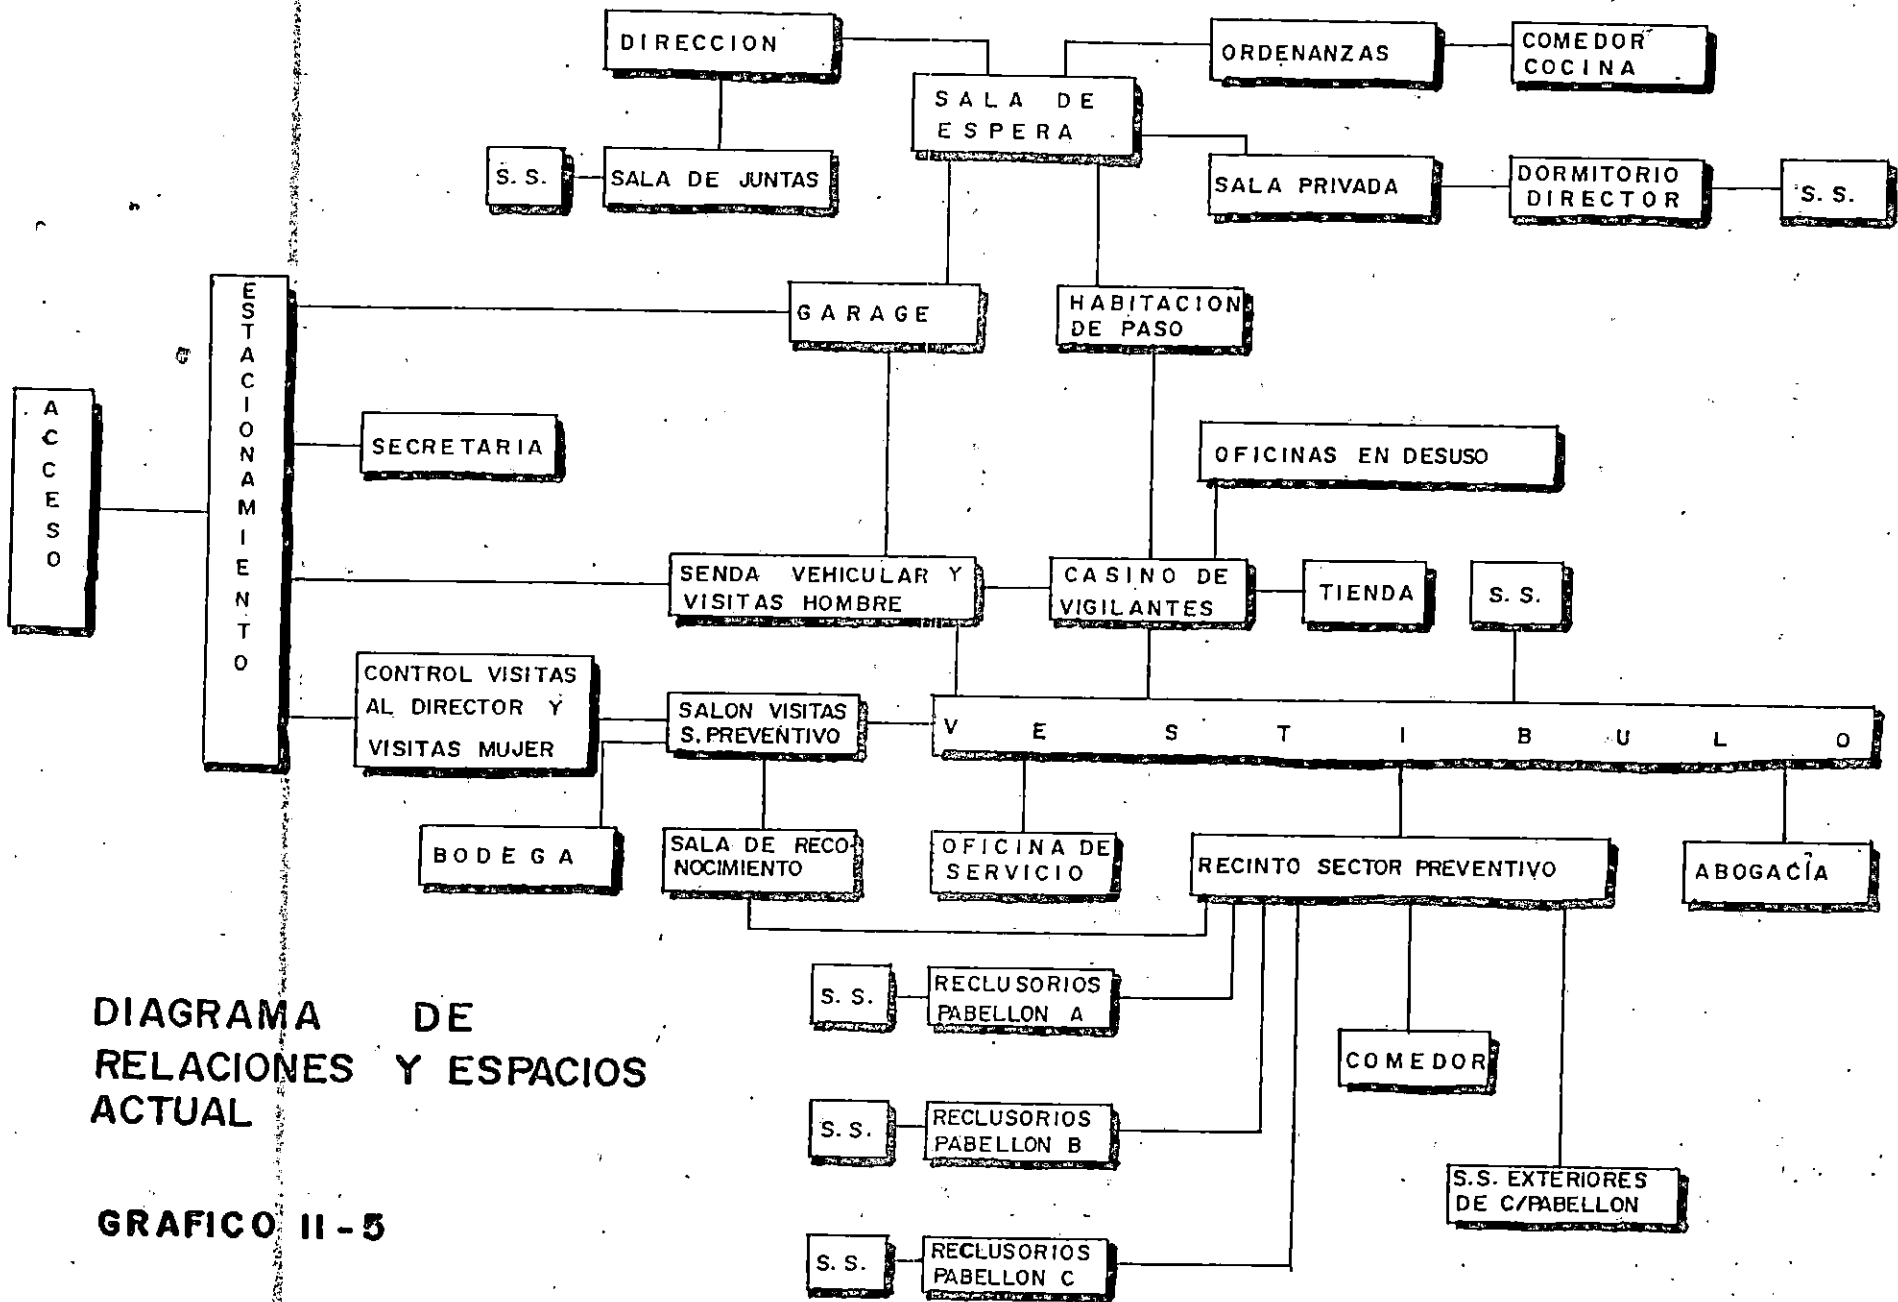 DIRECCION
ORDENANZAS
COMEDOR
COCINA
SALA DE
ESPERA
S. S.
SALA DE JUNTAS
SALA PRIVADA
DORMITORIO
DIRECTOR
S. S.
ESTACIONAMIENTO
GARAGE
HABITACION
DE PASO
ACCESO
SECRETARIA
OFICINAS EN DESUSO
SENDA VEHICULAR Y
VISITAS HOMBRE
CASINO DE
VIGILANTES
TIENDA
S. S.
CONTROL VISITAS
AL DIRECTOR Y
VISITAS MUJER
SALON VISITAS
S. PREVENTIVO
VESTIBULO
BODEGA
SALA DE RECO-
NOCIMIENTO
OFICINA DE
SERVICIO
RECINTO SECTOR PREVENTIVO
ABOGACÍA
S. S.
RECLUSORIOS
PABELLON A
COMEDOR
S. S.
RECLUSORIOS
PABELLON B
S.S. EXTERIORES
DE C/PABELLON
S. S.
RECLUSORIOS
PABELLON C
DIAGRAMA DE
RELACIONES Y ESPACIOS
ACTUAL
GRAFICO II-5